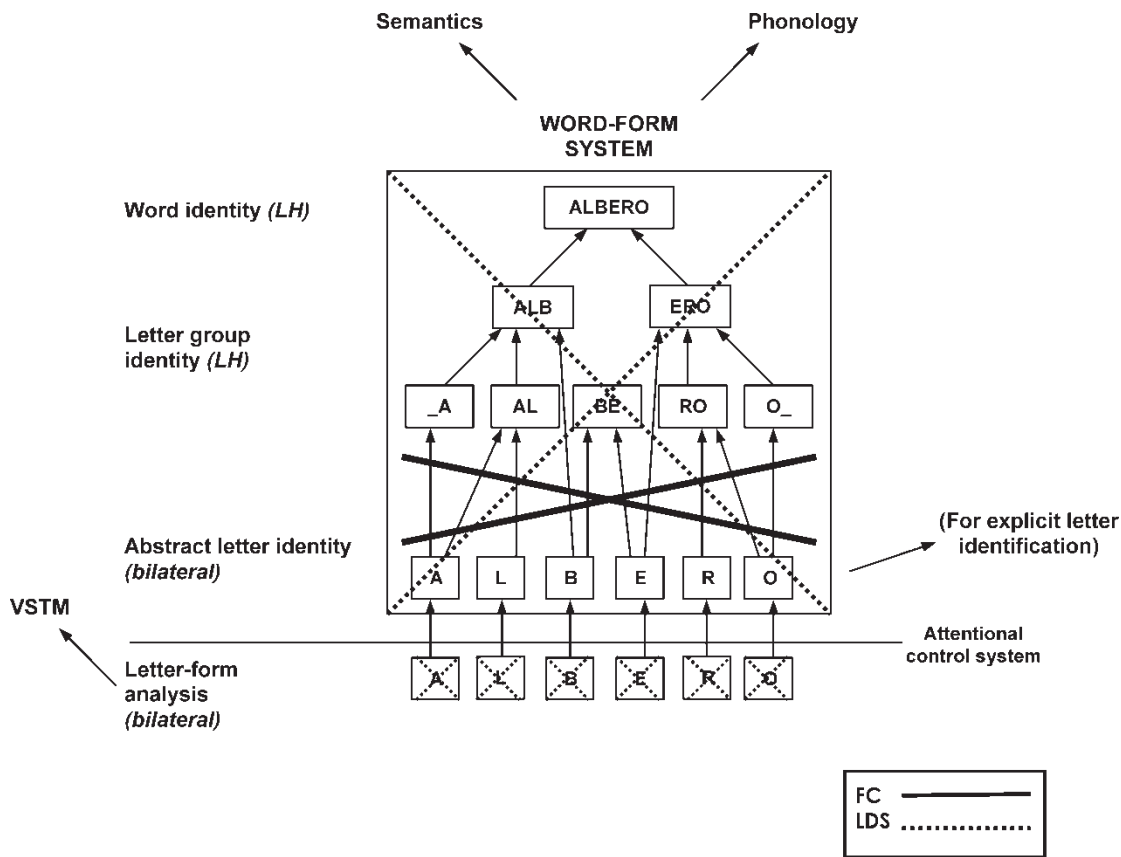 Semantics
Phonology
WORD-FORM
SYSTEM
Word identity (LH)
ALBERO
ALB
ERO
Letter group
identity (LH)
_A
AL
BE
RO
O_
Abstract letter identity
(bilateral)
(For explicit letter
identification)
A
L
B
E
R
O
VSTM
Attentional
control system
Letter-form
analysis
(bilateral)
A
L
B
E
R
O
FC
LDS